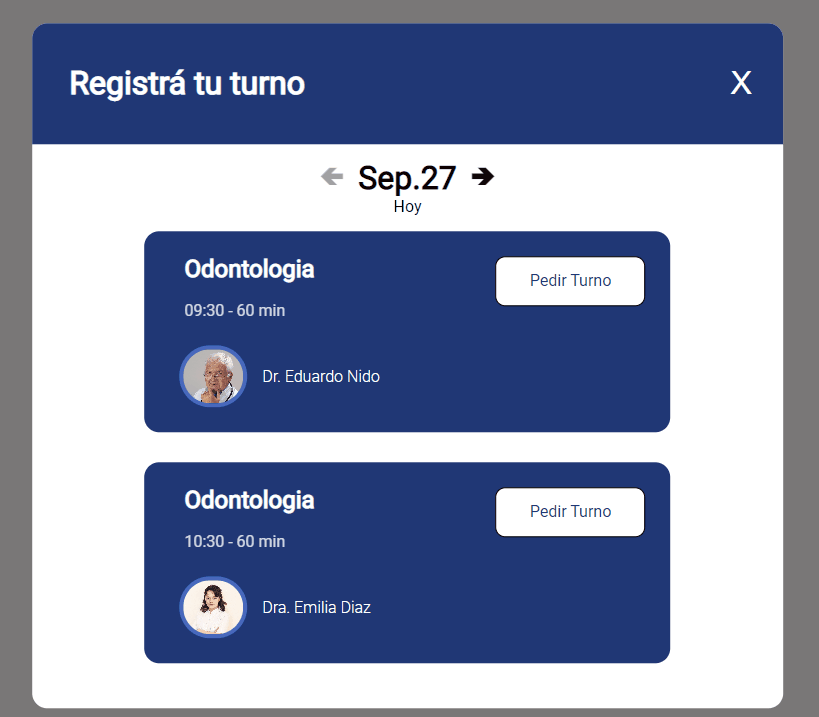 Registrá tu turno
X
Sep.27
Hoy
Odontologia
Pedir Turno
09:30 - 60 min
Dr. Eduardo Nido
Odontologia
Pedir Turno
10:30 - 60 min
Dra. Emilia Diaz